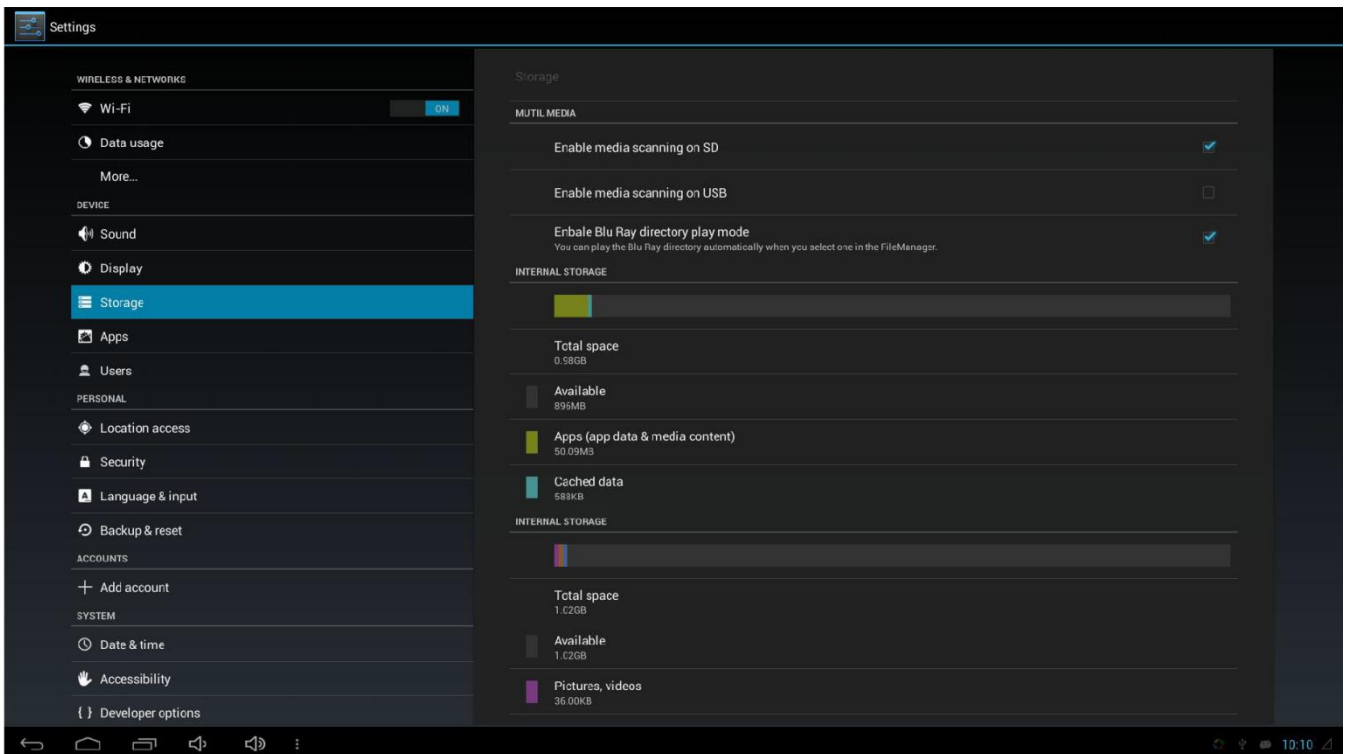 Settings
WIRELESS & NETWORKS
Wi-Fi
ON
Data usage
More...
DEVICE
Sound
Display
Storage
Apps
Users
PERSONAL
Location access
Security
Language & input
Backup & reset
ACCOUNTS
Add account
SYSTEM
Date & time
Accessibility
{ } Developer options
Storage
MUTIL MEDIA
Enable media scanning on SD
Enable media scanning on USB
Enbale Blu Ray directory play mode
You can play the Blu Ray directory automatically when you select one in the FileManager.
INTERNAL STORAGE
Total space
0.98GB
Available
896MB
Apps (app data & media content)
50.09MB
Cached data
588KB
INTERNAL STORAGE
Total space
1.02GB
Available
1.02GB
Pictures, videos
36.00KB
10:10